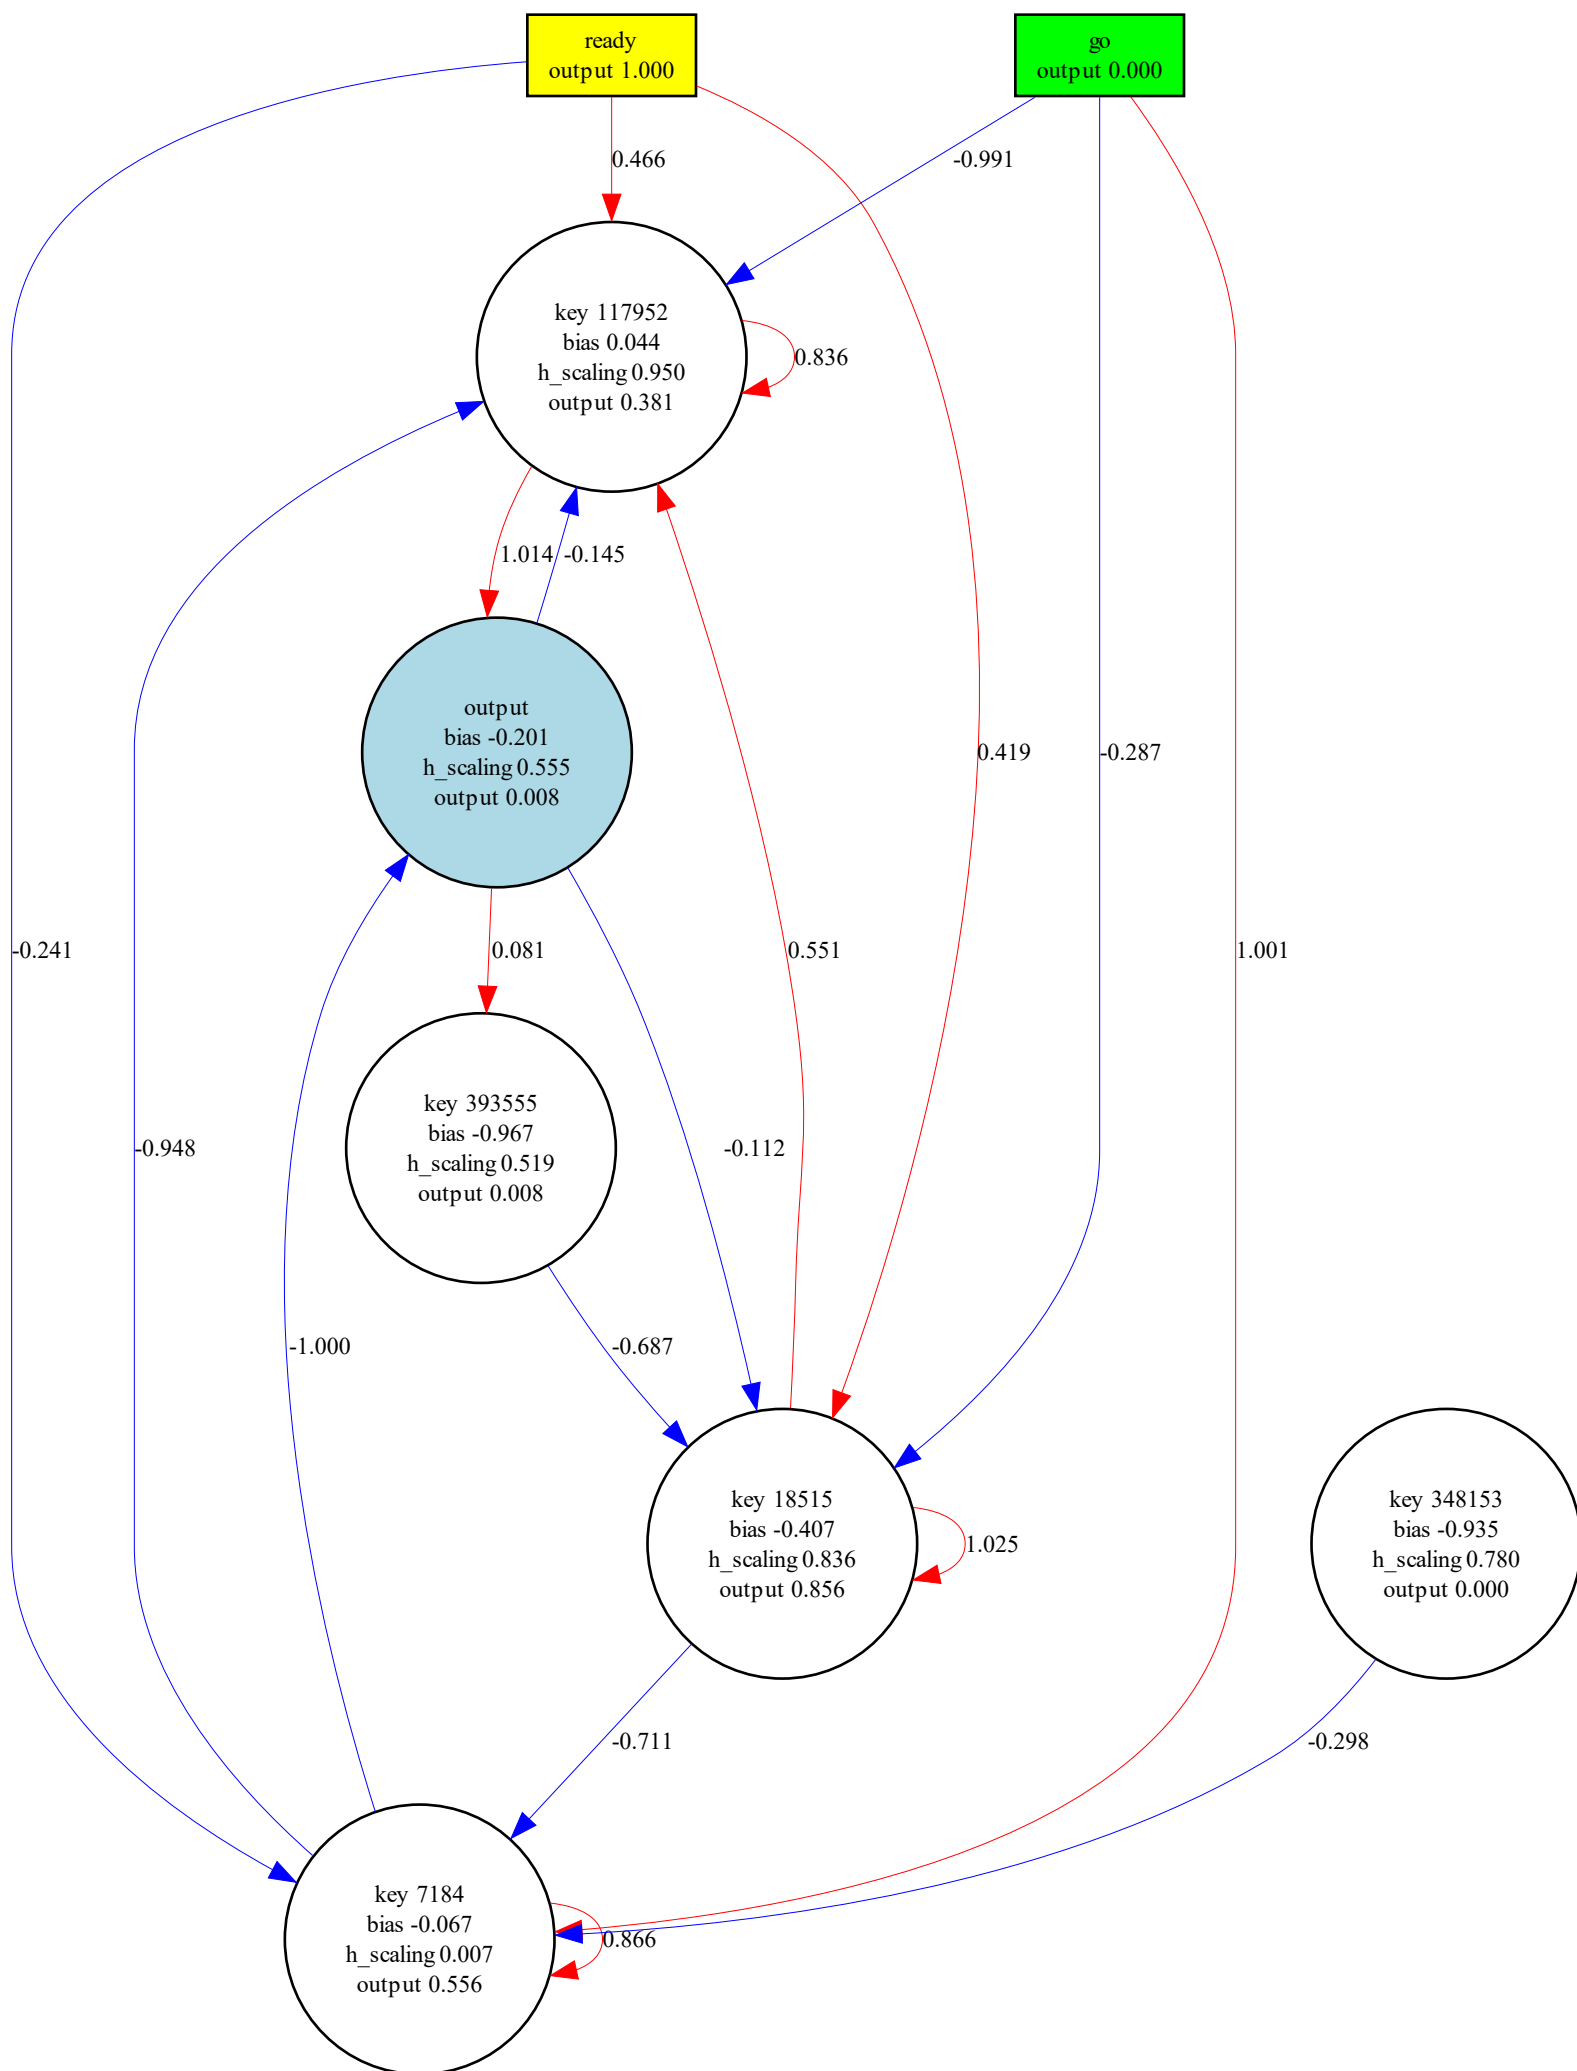 ready
output 1.000
go
output 0.000
0.466
-0.991
key 117952
bias 0.044
h_scaling 0.950
output 0.381
0.836
1.014
-0.145
output
bias -0.201
h_scaling 0.555
output 0.008
0.419
-0.287
-0.241
0.081
0.551
1.001
key 393555
bias -0.967
h_scaling 0.519
output 0.008
-0.948
-0.112
-1.000
-0.687
key 18515
bias -0.407
h_scaling 0.836
output 0.856
1.025
key 348153
bias -0.935
h_scaling 0.780
output 0.000
-0.711
-0.298
key 7184
bias -0.067
h_scaling 0.007
output 0.556
0.866